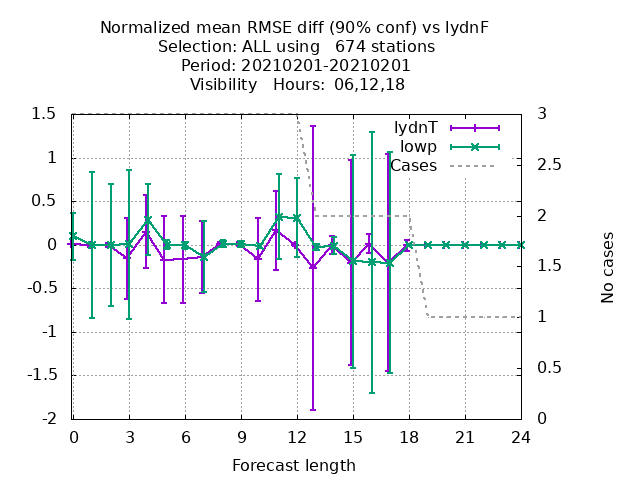 Normalized mean RMSE diff (90% conf) vs lydnF
Selection: ALL using   674 stations
Period: 20210201-20210201
Visibility   Hours: 06,12,18
1.5
1
0.5
0
-0.5
-1
-1.5
-2
3
2.5
2
1.5
1
0.5
0
lydnT
lowp
Cases
No cases
0 3 6 9 12 15 18 21 24
Forecast length